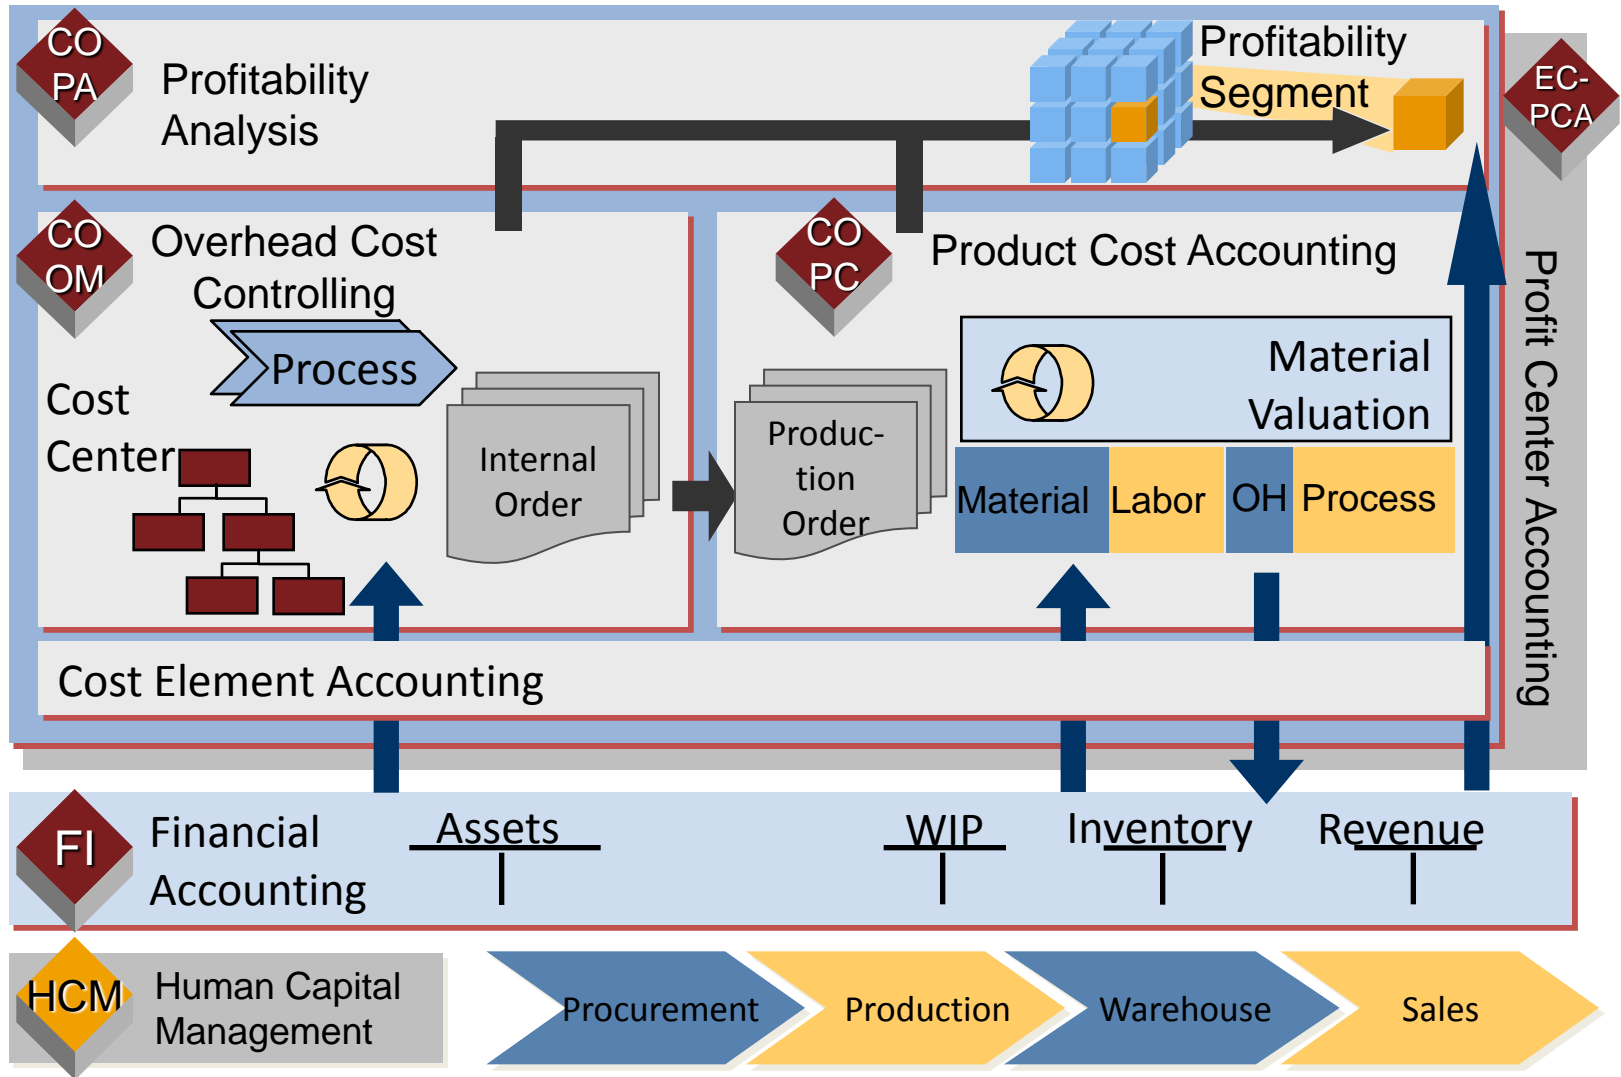 CO
PA
Profitability
Analysis
Profitability
Segment
EC-
PCA
CO
OM
Overhead Cost
Controlling
Process
Cost
Center
Internal
Order
CO
PC
Product Cost Accounting
Produc-
tion
Order
Material
Valuation
Material
Labor
OH
Process
Profit Center Accounting
Cost Element Accounting
FI
Financial
Accounting
Assets
WIP
Inventory
Revenue
HCM
Human Capital
Management
Procurement
Production
Warehouse
Sales